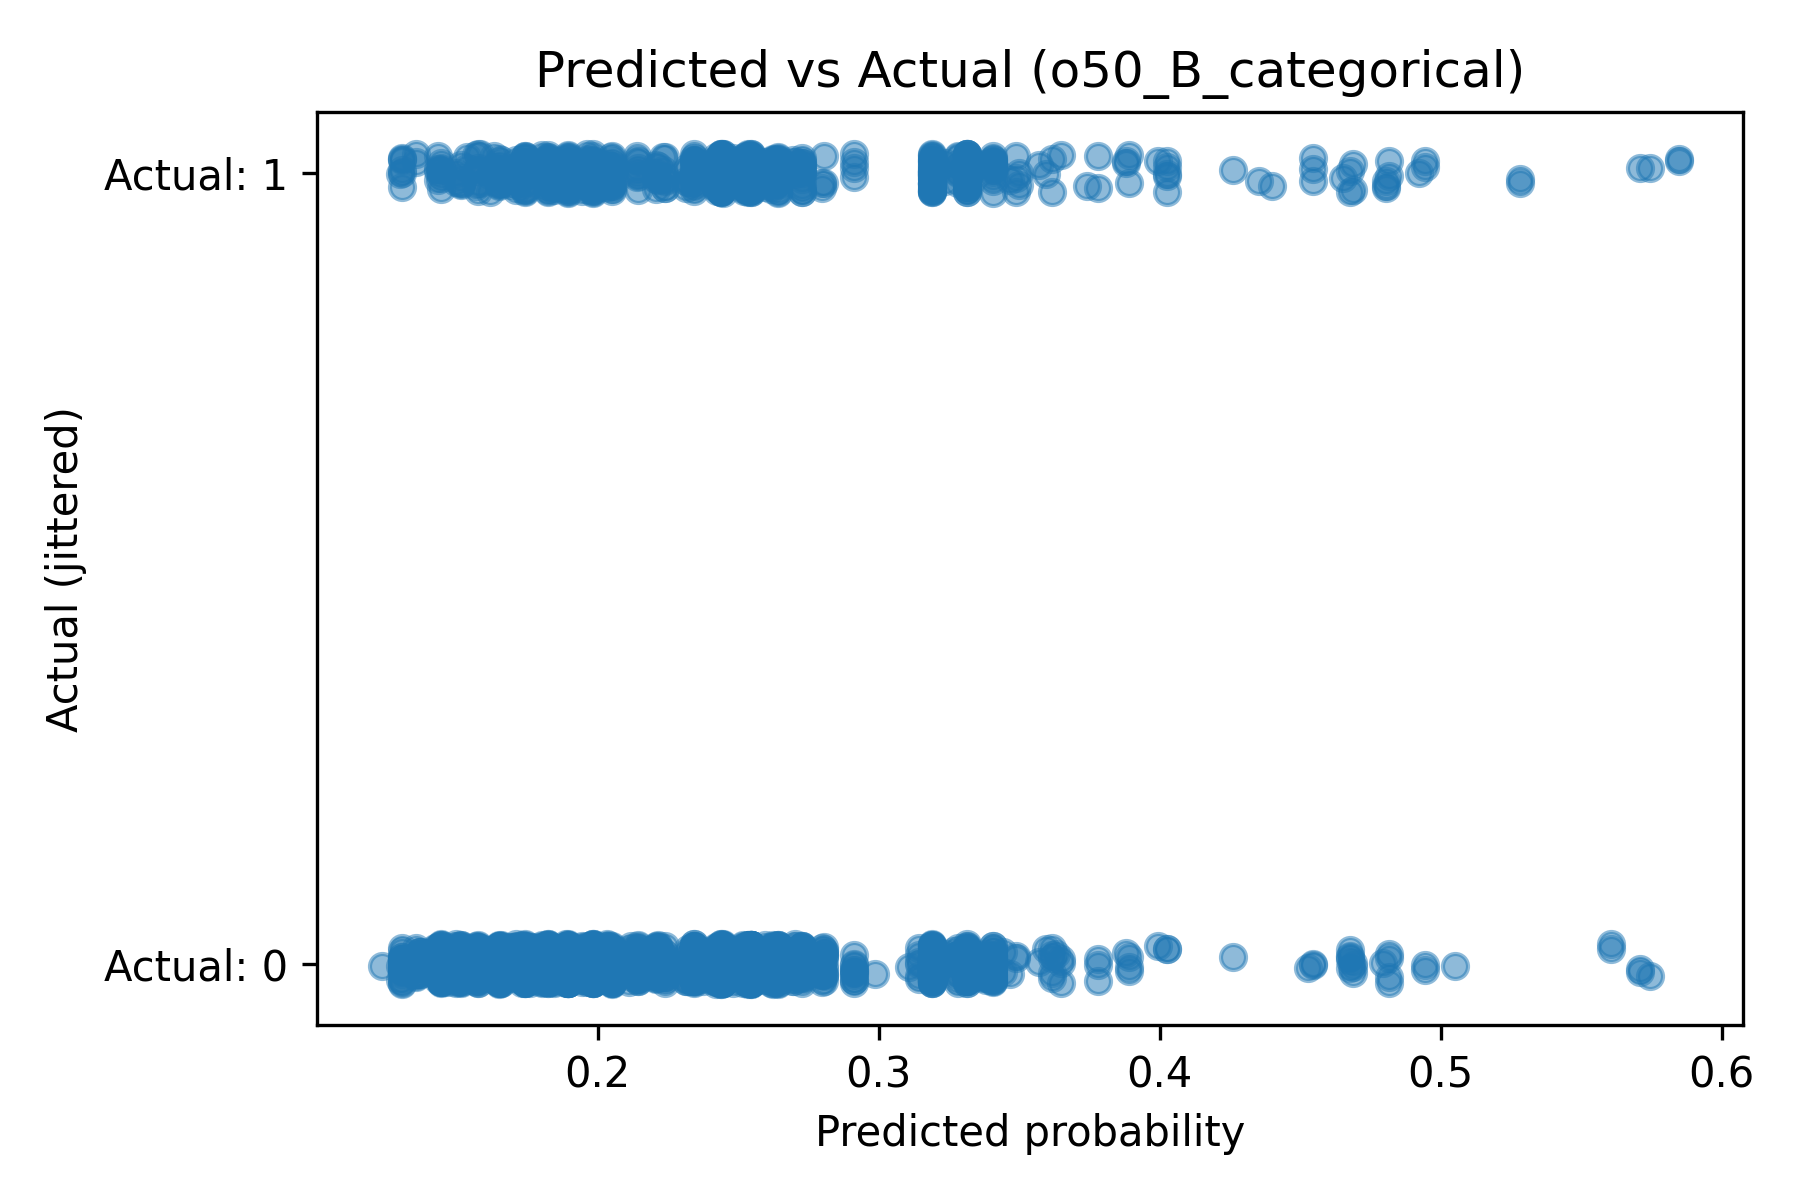 Predicted vs Actual (o50_B_categorical)
Actual: 1
Actual (jittered)
Actual: 0
0.2 0.3 0.4 0.5 0.6
Predicted probability